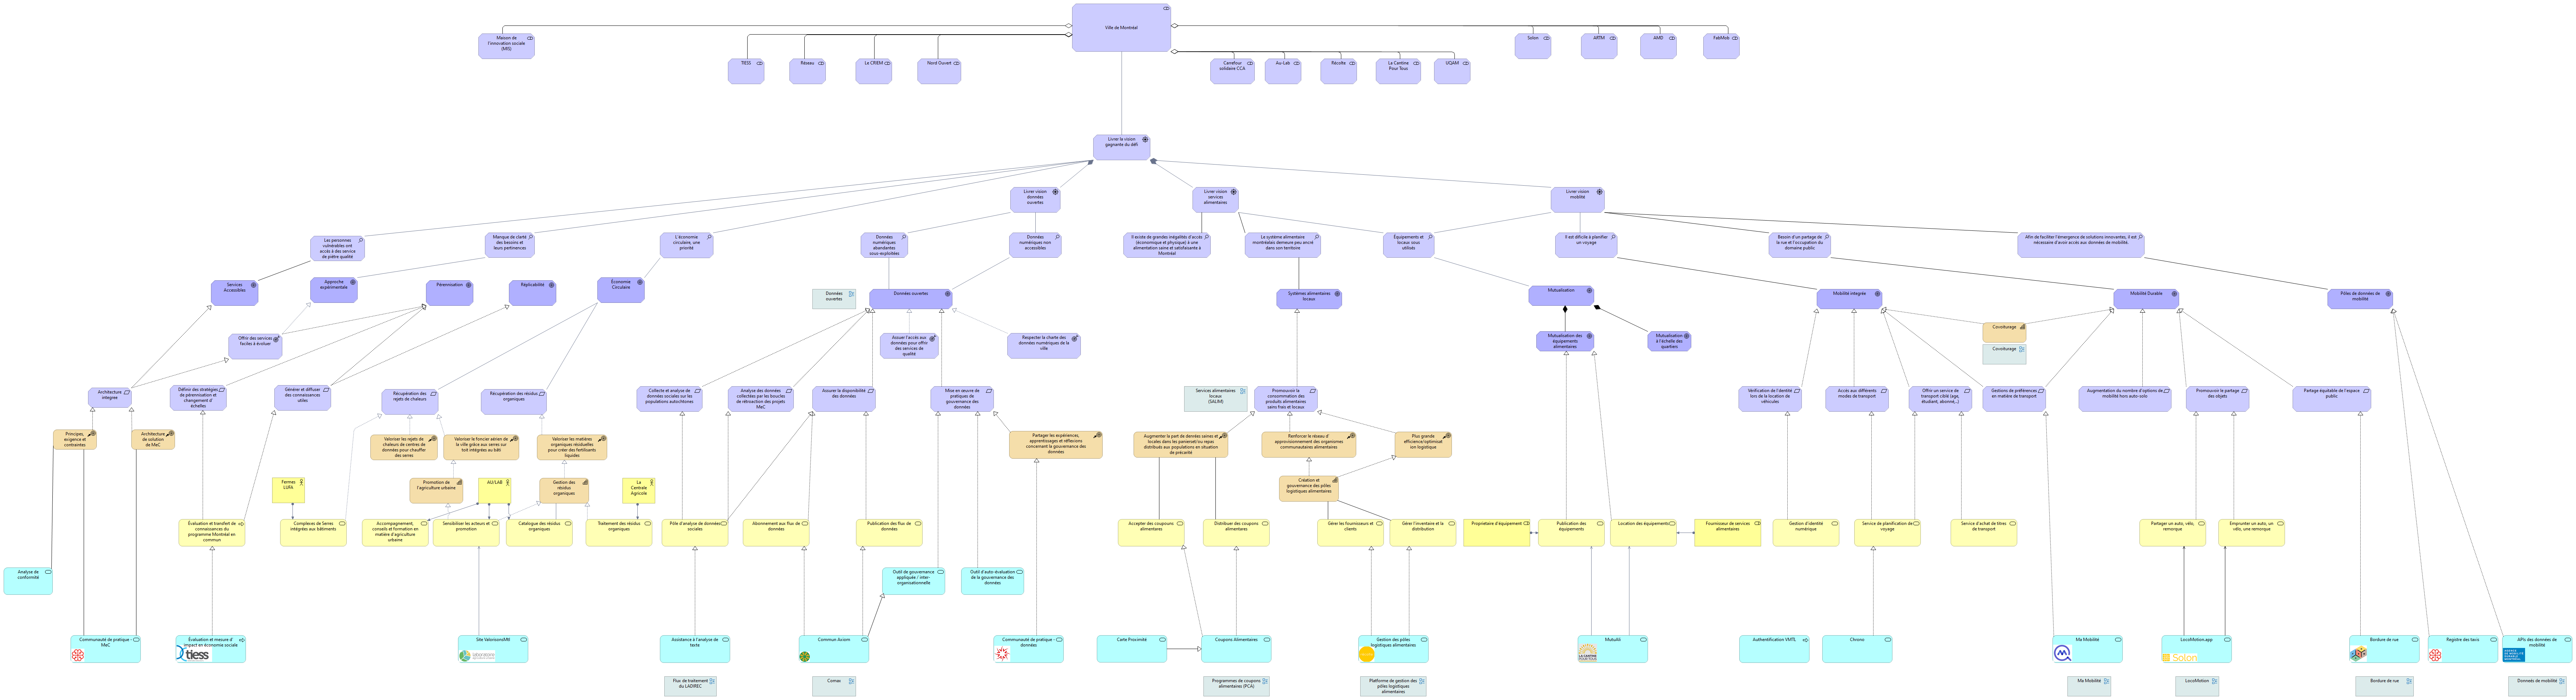 Ville de Montréal
Maison de
l'innovation sociale
(MIS)
Solon
ARTM
AMD
FabMob
TIESS
Réseau
Le CRIEM
Nord Ouvert
Carrefour
solidaire CCA
Au-Lab
Récolte
La Cantine
Pour Tous
UQAM
Livrer la vision
gagnante du défi
Livrer vision
données
ouvertes
Livrer vision
services
alimentaires
Livrer vision
mobilité
Les personnes
vulnérables ont
accès à des service
de piètre qualité
Manque de clarté
des besoins et
leurs pertinences
L'économie
circulaire, une
priorité
Données
numériques
abandantes
sous-exploitées
Données
numériques non
accessibles
Il existe de grandes inégalités d'accès
(économique et physique) à une
alimentation saine et satisfaisante à
Montréal
Le système alimentaire
montréalais demeure peu ancré
dans son territoire
Équipements et
locaux sous
utilisés
Il est difficile à planifier
un voyage
Besoin d'un partage de
la rue et l'occupation du
domaine public
Afin de faciliter l'émergence de solutions innovantes, il est
nécessaire d'avoir accès aux données de mobilité.
Services
Accessibles
Approche
expérimentale
Pérennisation
Réplicabilité
Économie
Circulaire
Données
ouvertes
Données ouvertes
Systèmes alimentaires
locaux
Mutualisation
Mobilité intégrée
Mobilité Durable
Pôles de données de
mobilité
Offrir des services
faciles à évoluer
Assuer l'accès aux
données pour offrir
des services de
qualité
Respecter la charte des
données numériques de la
ville
Mutualisation des
équipements
alimentaires
Mutualisation
à l'échelle des
quartiers
Covoiturage
Covoiturage
Architecture
intégree
Définir des stratégies
de pérennisation et
changement d'
échelles
Générer et diffuser
des connaissances
utiles
Récupération des
rejets de chaleurs
Récupération des résidus
organiques
Collecte et analyse de
données sociales sur les
populations autochtones
Analyse des données
collectées par les boucles
de rétroaction des projets
MeC
Assurer la disponibilité
des données
Mise en œuvre de
pratiques de
gouvernance des
données
Services alimentaires
locaux
(SALIM)
Promouvoir la
consommation des
produits alimentaires
sains frais et locaux
Vérification de l'identité
lors de la location de
véhicules
Accès aux différents
modes de transport
Offrir un service de
transport ciblé (age,
étudiant, abonné,..)
Gestions de préférences
en matière de transport
Augmentation du nombre d'options de
mobilité hors auto-solo
Promouvoir le partage
des objets
Partage équitable de l'espace
public
Principes,
exigence et
contraintes
Architecture
de solution
de MeC
Valoriser les rejets de
chaleurs de centres de
données pour chauffer
des serres
Valoriser le foncier aérien de
la ville grâce aux serres sur
toit intégrées au bâti
Valoriser les matières
organiques résiduelles
pour créer des fertilisants
liquides
Partager les expériences,
apprentissages et réflexions
concernant la gouvernance des
données
Augmenter la part de denrées saines et
locales dans les panierset/ou repas
distribués aux populations en situation
de précarité
Renforcer le réseau d'
approvisionnement des organismes
communautaires alimentaires
Plus grande
efficience/optimisat
ion logistique
Fermes
LUFA
Promotion de
l'agriculture urbaine
AU/LAB
Gestion des
résidus
organiques
La
Centrale
Agricole
Création et
gouvernance des pôles
logistiques alimentaires
Évaluation et transfert de
connaissances du
programme Montréal en
commun
Complexes de Serres
intégrées aux bâtiments
Accompagnement,
conseils et formation en
matière d'agriculture
urbaine
Sensibiliser les acteurs et
promotion
Catalogue des résidus
organiques
Traitement des résidus
organiques
Pôle d'analyse de données
sociales
Abonnement aux flux de
données
Publication des flux de
données
Accepter des coupouns
alimentaires
Distribuer des coupons
alimentaires
Gérer les fournisseurs et
clients
Gérer l'inventaire et la
distribution
Propriétaire d'équipement
Publication des
équipements
Location des équipements
Fournisseur de services
alimentaires
Gestion d'identité
numérique
Service de planification de
voyage
Service d'achat de titres
de transport
Partager un auto, vélo,
remorque
Emprunter un auto, un
vélo, une remorque
Analyse de
conformité
Outil de gouvernance
appliquée / inter-
organisationnelle
Outil d'auto-évaluation
de la gouvernance des
données
Communauté de pratique -
MeC
Évaluation et mesure d'
impact en économie sociale
tiess
Site ValorisonsMtl
laboratoire
Assistance à l'analyse de
texte
Commun Axiom
Communauté de pratique -
données
Carte Proximité
Coupons Alimentaires
Gestion des pôles
logistiques alimentaires
Mutuali
LA CANTINE
POUR TOUS
Authentification VMTL
Chrono
Ma Mobilité
LocoMotion.app
Solon
Bordure de rue
Registre des taxis
APIs des données de
mobilité
Flux de traitement
du LADIREC
Comax
Programmes de coupons
alimentaires (PCA)
Platforme de gestion des
pôles logistiques
alimentaires
Ma Mobilité
LocoMotion
Bordure de rue
Donneés de mobilité